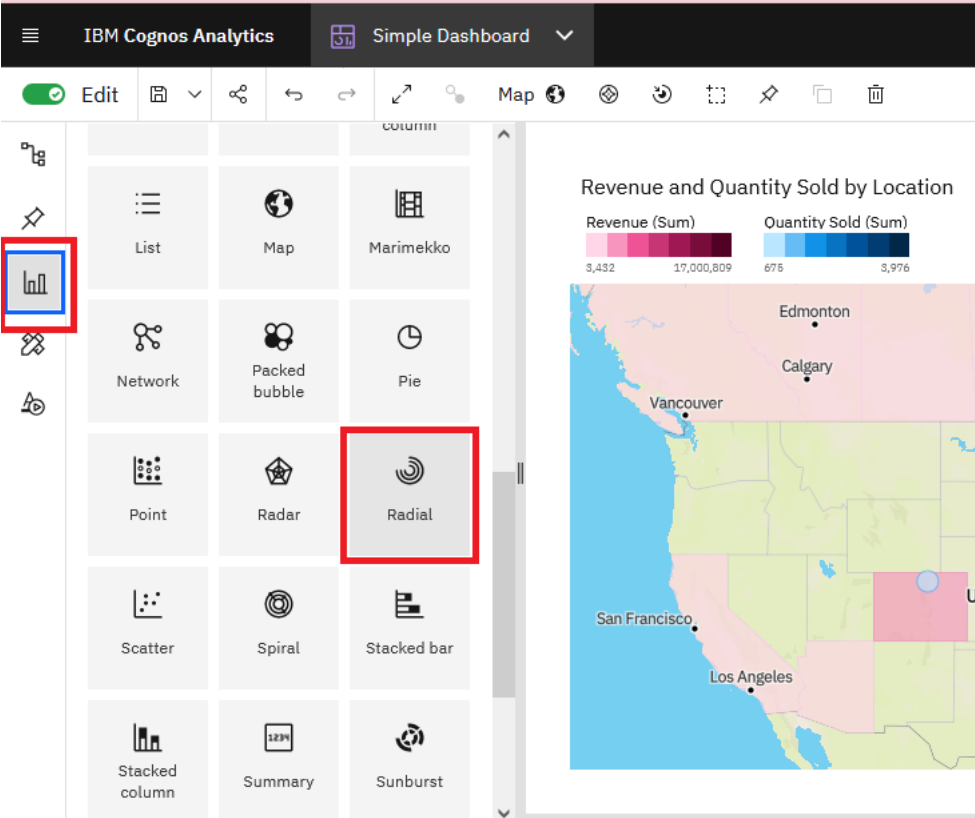 IBM Cognos Analytics
Simple Dashboard
Edit
Map
column
List
Map
Marimekko
Network
Packed
bubble
Pie
Point
Radar
Radial
Scatter
Spiral
Stacked bar
Stacked
column
1234
Summary
Sunburst
Revenue and Quantity Sold by Location
Revenue (Sum)
Quantity Sold (Sum)
3,432
17,000,809
675
3,976
Edmonton
Calgary
Vancouver
San Francisco
Los Angeles
U